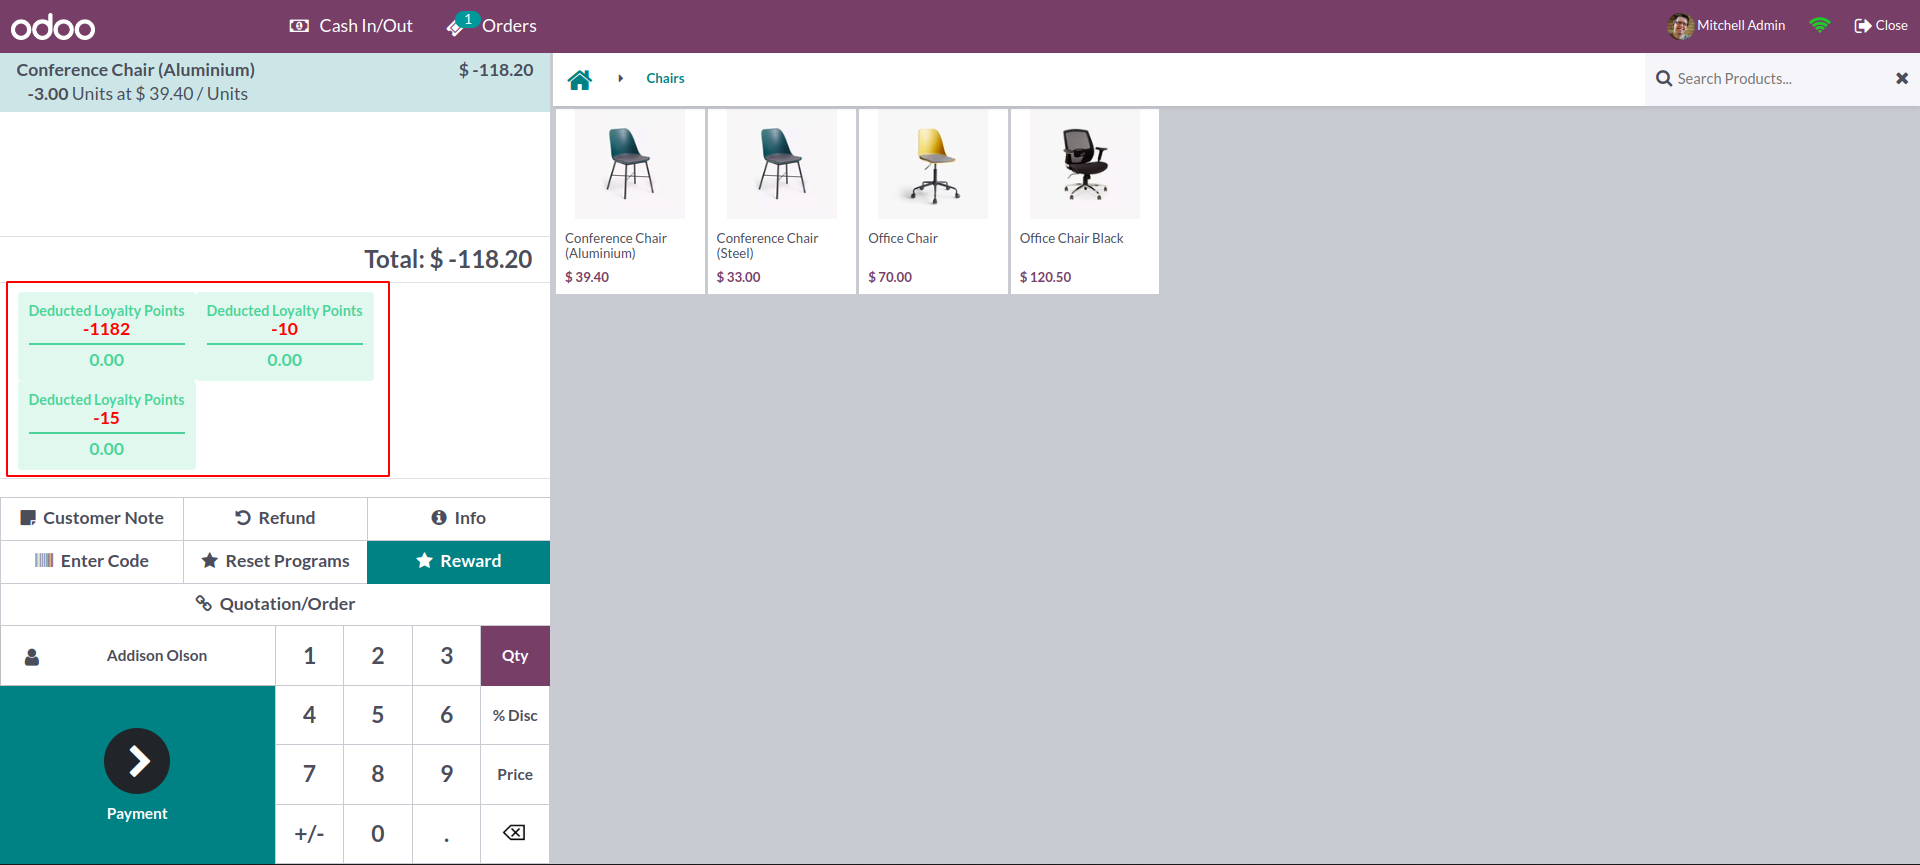 odoo
Cash In/Out
1
Orders
Mitchell Admin
Close
Conference Chair (Aluminium)
$ -118.20
-3.00 Units at $ 39.40 / Units
Chairs
Search Products...
Conference Chair
(Aluminium)
$ 39.40
Conference Chair
(Steel)
$ 33.00
Office Chair
$ 70.00
Office Chair Black
$ 120.50
Total: $ -118.20
Deducted Loyalty Points
-1182
0.00
Deducted Loyalty Points
-10
0.00
Deducted Loyalty Points
-15
0.00
Customer Note
Refund
Info
Enter Code
Reset Programs
Reward
Quotation/Order
Addison Olson
1
2
3
Qty
4
5
6
% Disc
7
8
9
Price
+/-
0
.
Payment